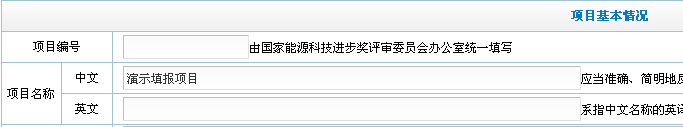 项目基本情况
项目编号
由国家能源科技进步奖评审委员会办公室统一填写
项目名称
中文
演示填报项目
应当准确、简明地
英文
系指中文名称的英